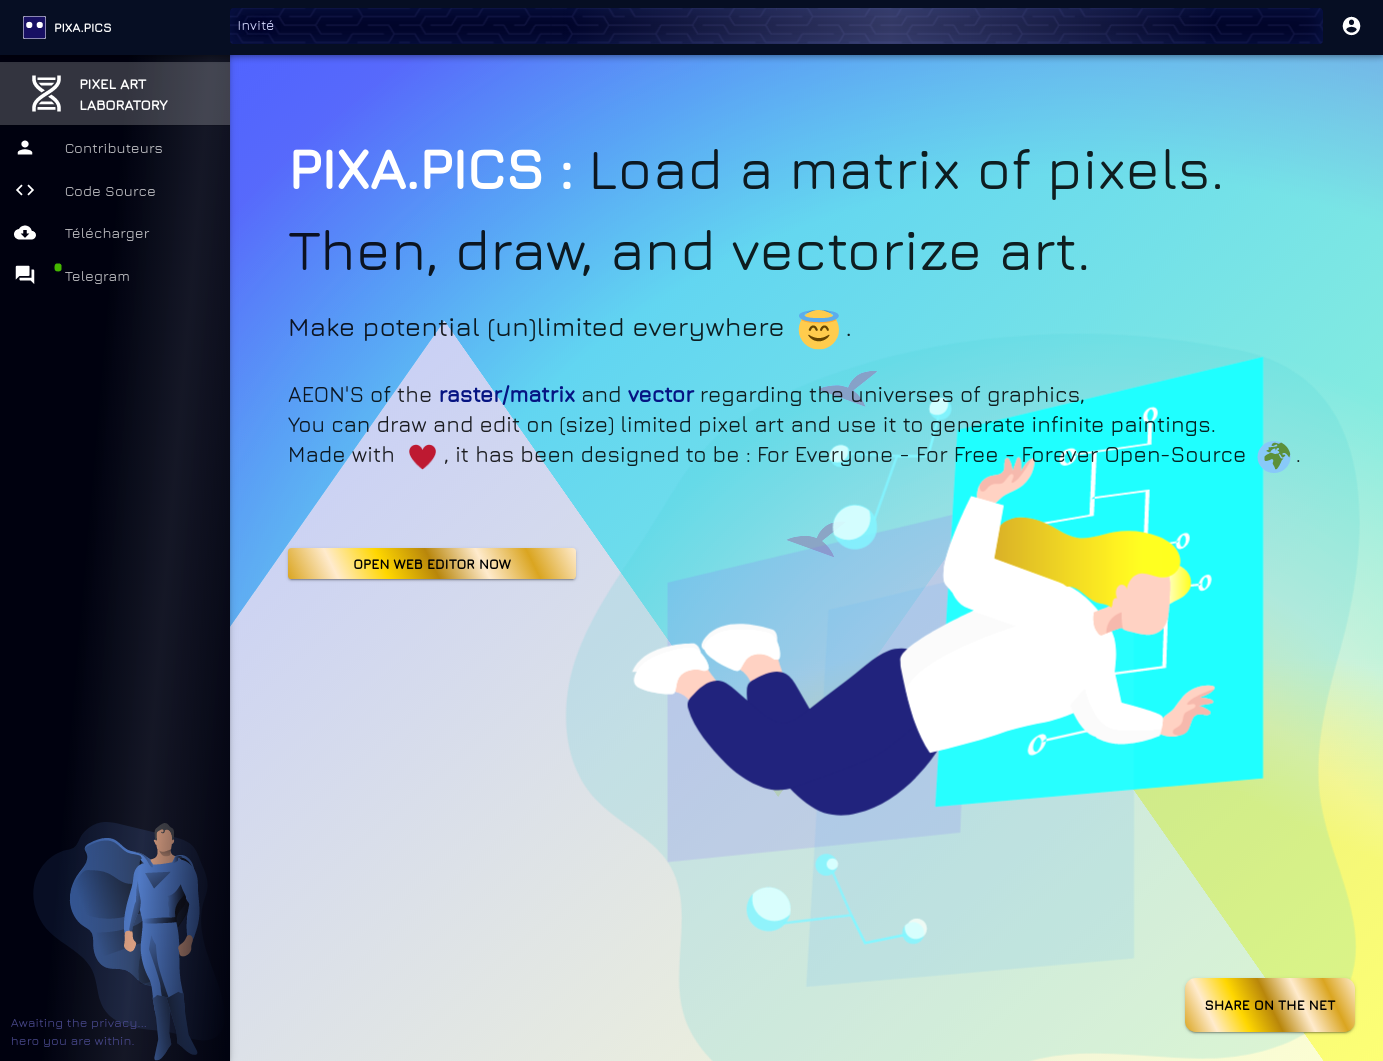 PIXA.PICS
Invité
PIXEL ART
LABORATORY
Contributeurs
Code Source
Télécharger
Telegram
PIXA.PICS : Load a matrix of pixels.
Then, draw, and vectorize art.
Make potential (un)limited everywhere 😇 .
AEON'S of the raster/matrix and vector regarding the universes of graphics,
You can draw and edit on (size) limited pixel art and use it to generate infinite paintings.
Made with ❤ , it has been designed to be : For Everyone - For Free - Forever Open-Source 🌍 .
OPEN WEB EDITOR NOW
SHARE ON THE NET
Awaiting the privacy...
hero you are within.